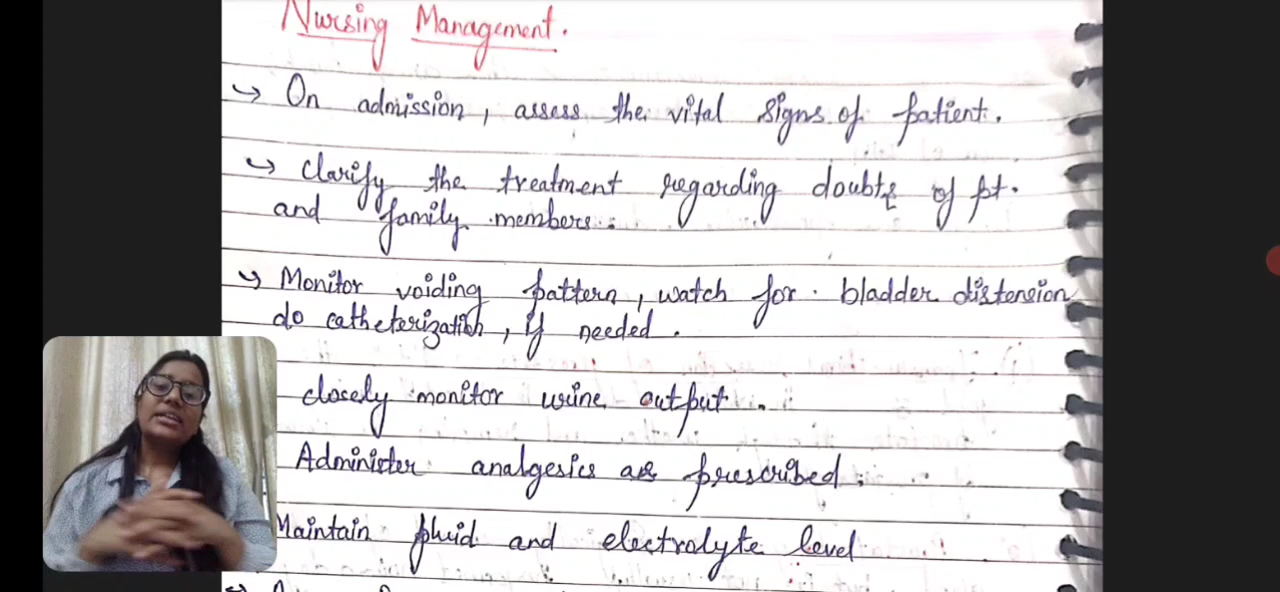 Nursing Management.
→ On admission, assess the vital signs of patient.
→ Clarify the treatment regarding doubts of pt.
and family members.
→ Monitor voiding pattern, watch for bladder distension
do catheterization, if needed.
closely monitor urine output.
Administer analgesics as prescribed.
Maintain fluid and electrolyte level